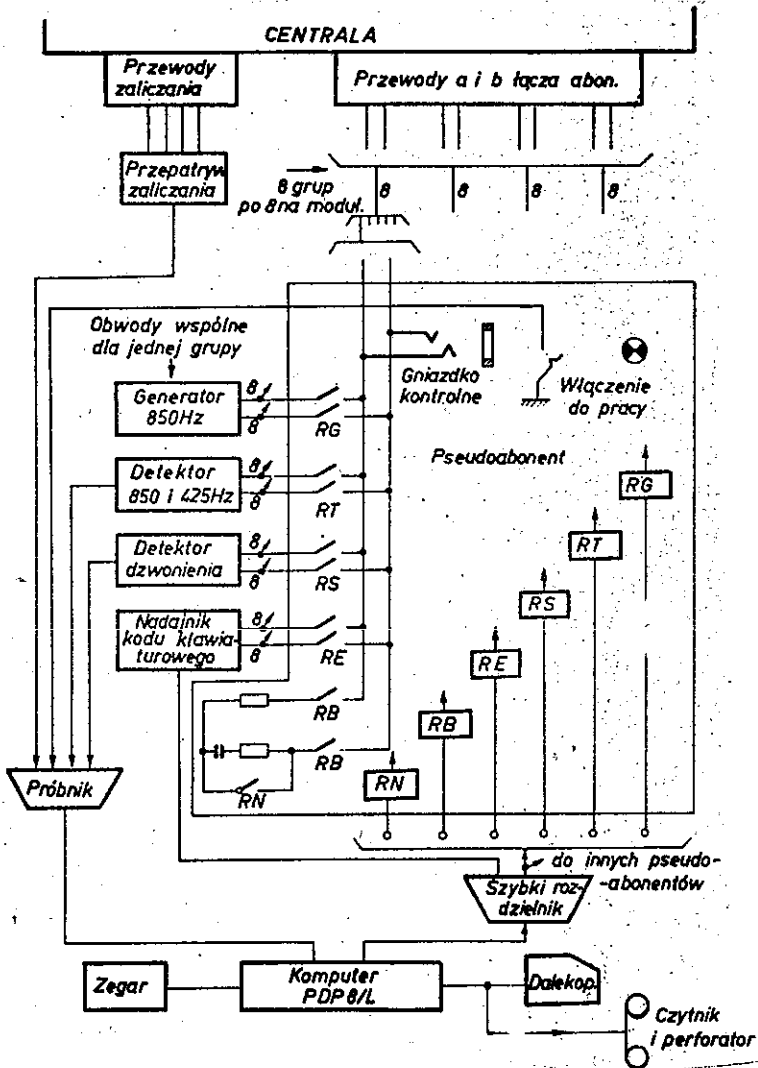 CENTRALA
Przewody
zaliczania
Przewody a i b łącza abon.
Przepatryw.
zaliczania
8 grup
po 8 na moduł.
8
8
8
8
Obwody wspólne
dla jednej grupy
Gniazdko
kontrolne
Włączenie
do pracy
Generator
850Hz
8
8
RG
Pseudoabonent
RG
Detektor
850 i 425Hz
8
8
RT
RT
Detektor
dzwonienia
8
8
RS
RS
Nadajnik
kodu klawia-
turowego
8
8
RE
RE
RB
RB
RB
RN
RN
Próbnik
do innych pseudo-
-abonentów
Szybki roz-
dzielnik
Zegar
Komputer
PDP 8/L
Dalekop.
Czytnik
i perforator